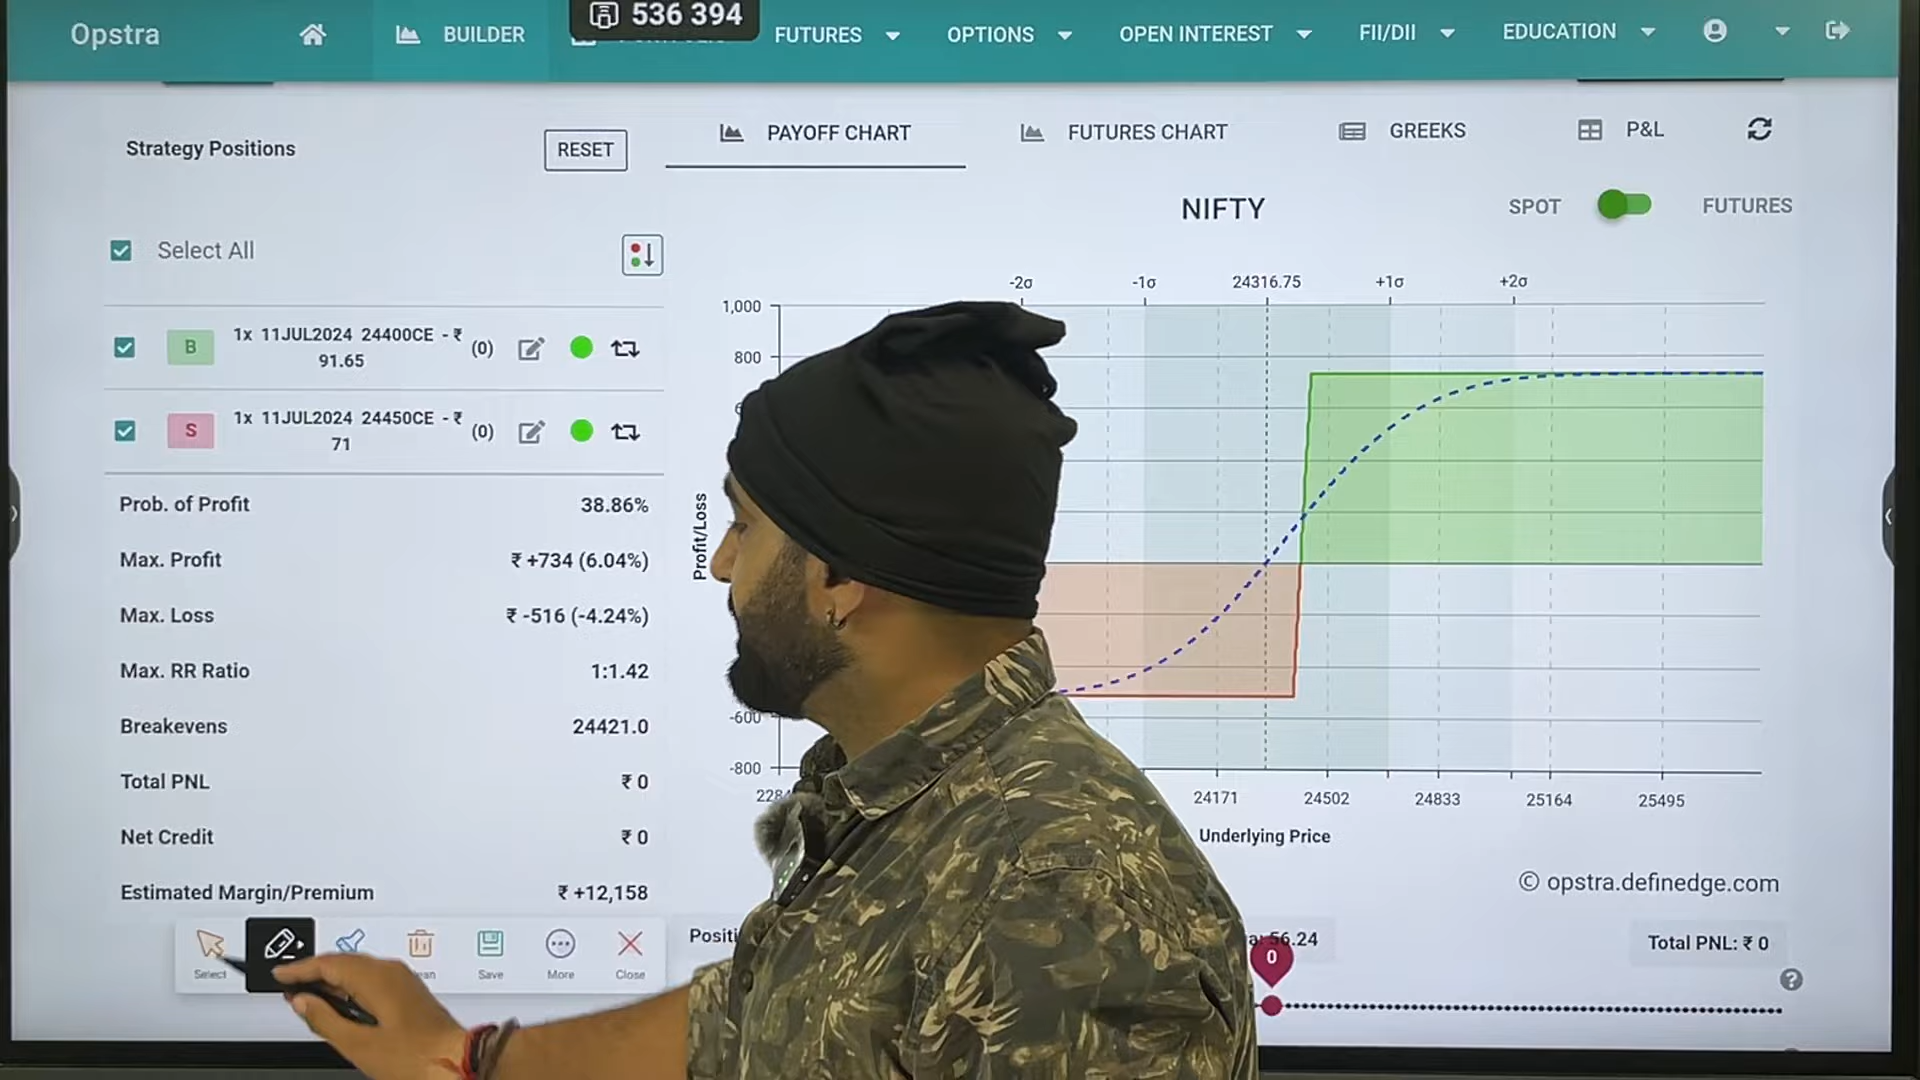 Opstra
BUILDER
536 394
FUTURES
OPTIONS
OPEN INTEREST
FII/DII
EDUCATION
Strategy Positions
RESET
PAYOFF CHART
FUTURES CHART
GREEKS
P&L
NIFTY
SPOT
FUTURES
Select All
-2σ
-1σ
24316.75
+1σ
+2σ
1,000
800
B
1x 11JUL2024 24400CE - ₹
91.65
(0)
S
1x 11JUL2024 24450CE - ₹
71
(0)
Prob. of Profit
38.86%
Max. Profit
₹ +734 (6.04%)
Max. Loss
₹ -516 (-4.24%)
Max. RR Ratio
1:1.42
Breakevens
24421.0
Total PNL
₹ 0
Net Credit
₹ 0
Estimated Margin/Premium
₹ +12,158
Profit/Loss
-600
-800
24171
24502
24833
25164
25495
Underlying Price
© opstra.definedge.com
Select
Save
More
Close
56.24
0
Total PNL: ₹ 0
?